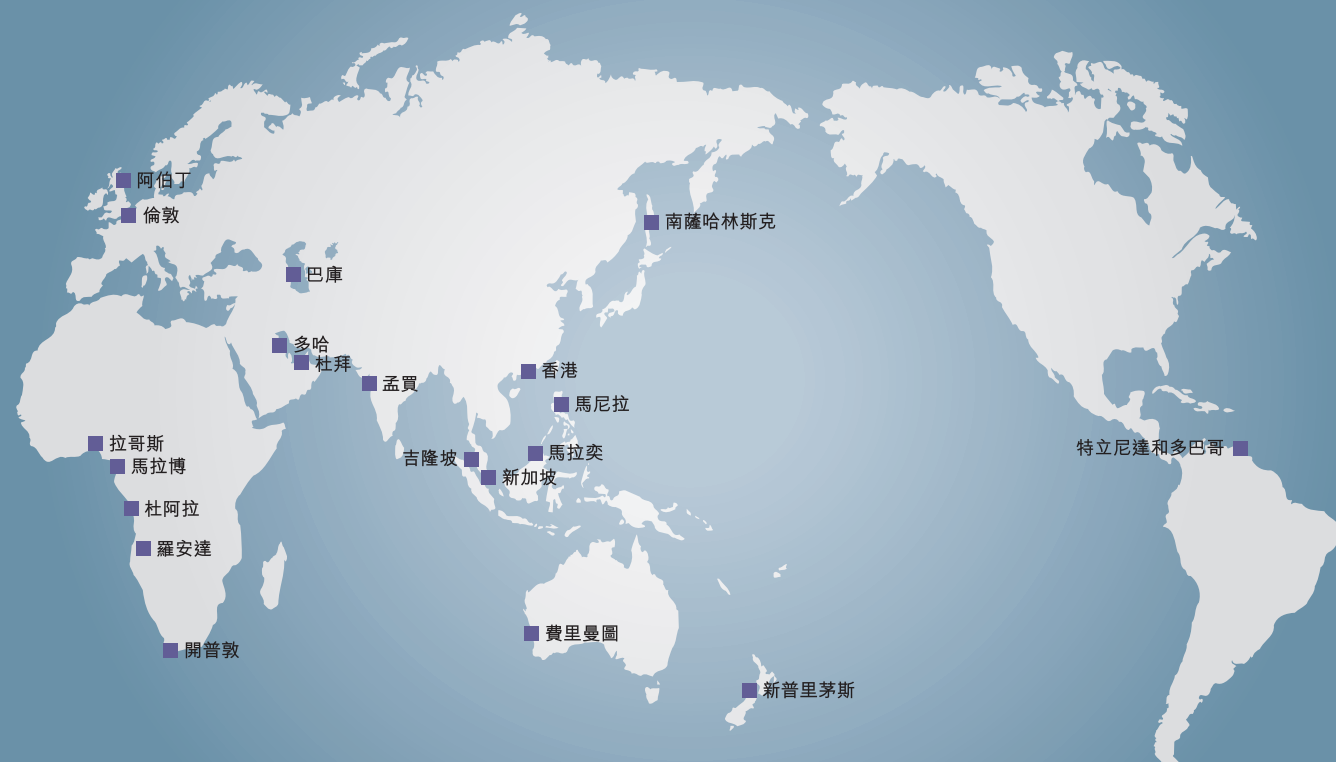 阿伯丁
倫敦
南薩哈林斯克
巴庫
多哈
杜拜
香港
孟買
馬尼拉
拉哥斯
特立尼達和多巴哥
馬拉奕
吉隆坡
馬拉博
新加坡
杜阿拉
羅安達
費里曼圖
開普敦
新普里茅斯